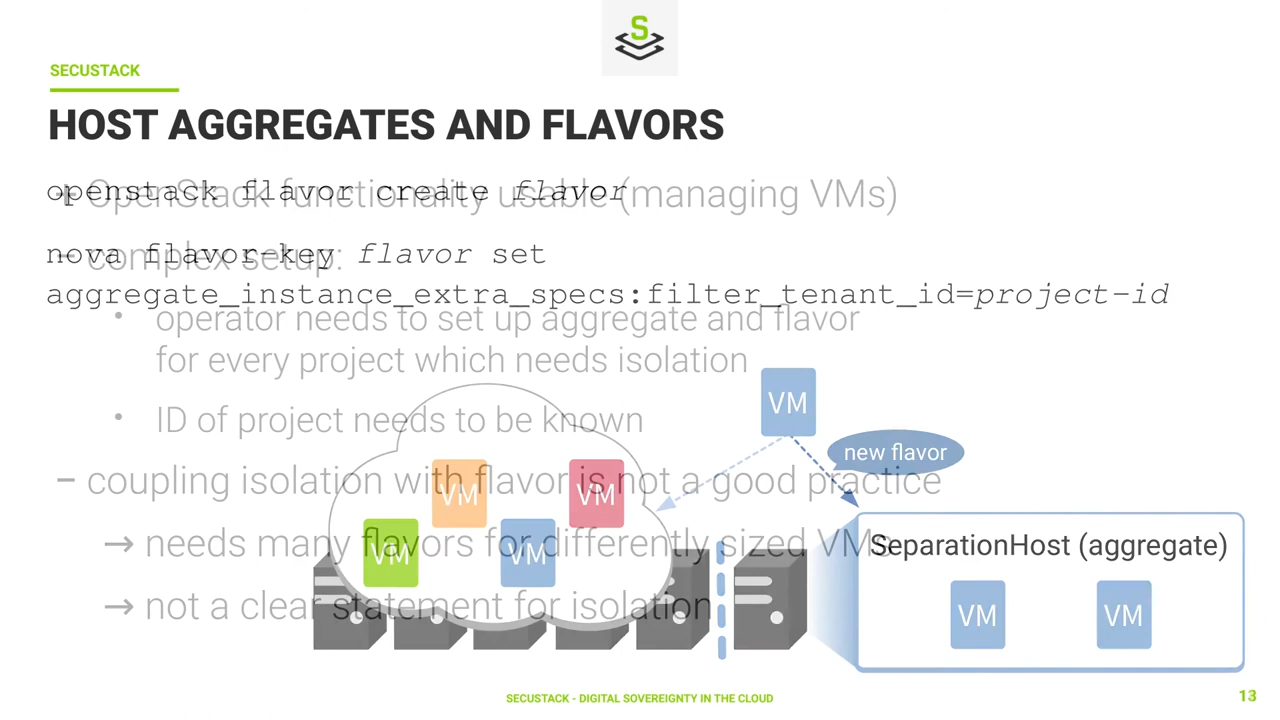 S
SECUSTACK
HOST AGGREGATES AND FLAVORS
openstack flavor create flavor
+ OpenStack functionality usable (managing VMs)
nova flavor-key flavor set
– complex setup:
aggregate_instance_extra_specs:filter_tenant_id=project-id
• operator needs to set up aggregate and flavor
for every project which needs isolation
VM
• ID of project needs to be known
new flavor
– coupling isolation with flavor is not a good practice
VM VM
→ needs many flavors for differently sized VMs
VM VM
SeparationHost (aggregate)
→ not a clear statement for isolation
VM VM
SECUSTACK - DIGITAL SOVEREIGNTY IN THE CLOUD
13